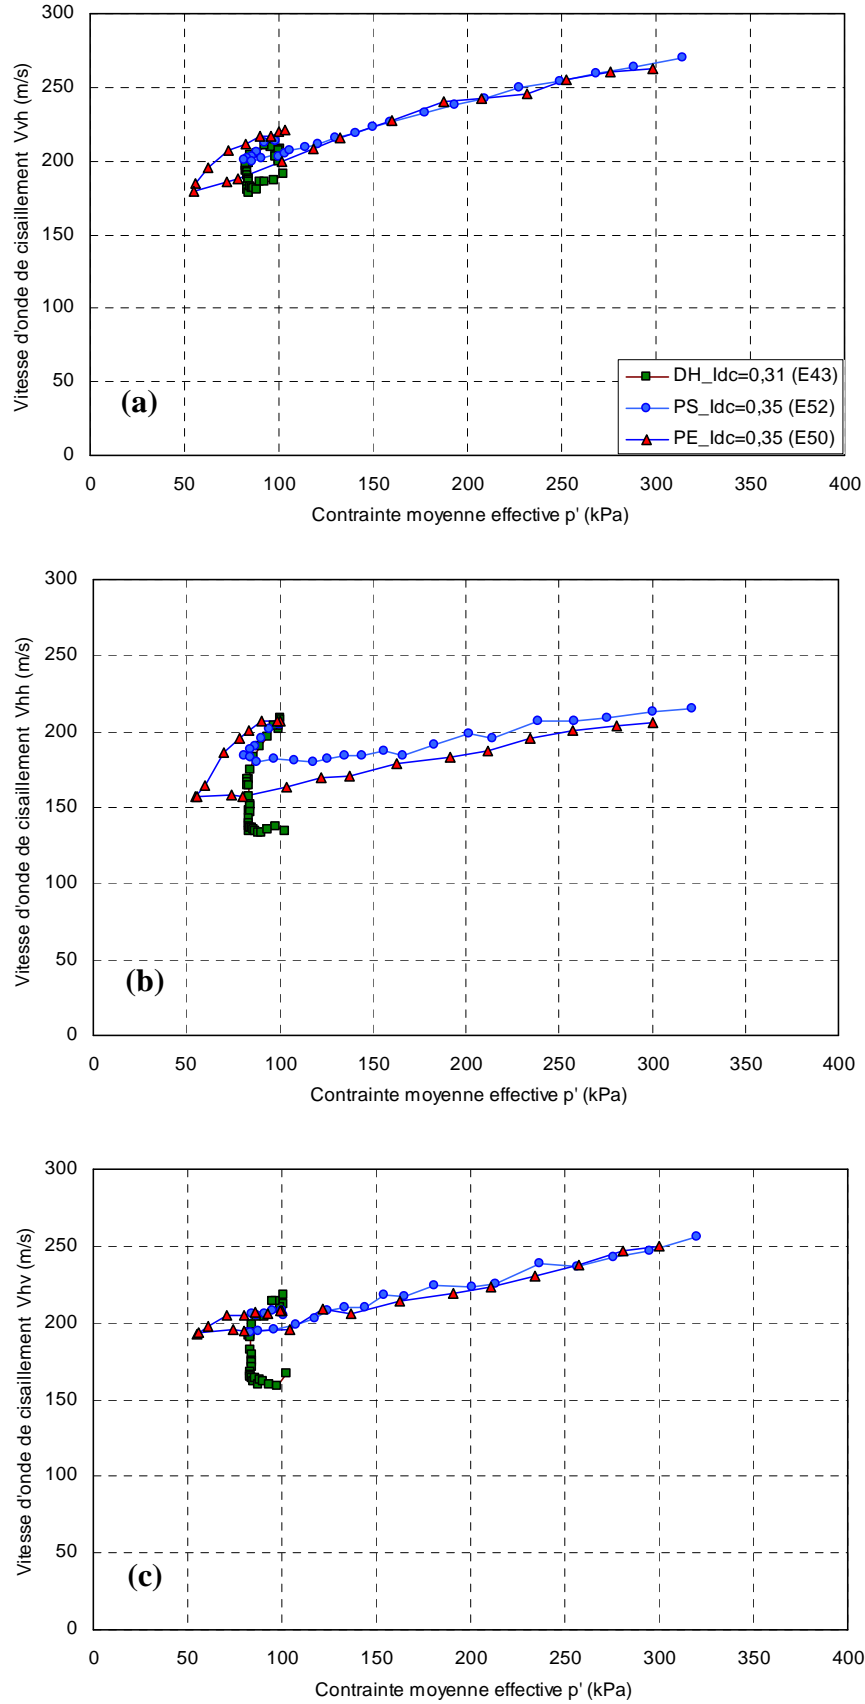 300
250
200
150
100
50
0
Vitesse d'onde de cisaillement Vvh (m/s)
(a)
DH_Idc=0,31 (E43)
PS_Idc=0,35 (E52)
PE_Idc=0,35 (E50)
0 50 100 150 200 250 300 350 400
Contrainte moyenne effective p' (kPa)
300
250
200
150
100
50
0
Vitesse d'onde de cisaillement Vhh (m/s)
(b)
0 50 100 150 200 250 300 350 400
Contrainte moyenne effective p' (kPa)
300
250
200
150
100
50
0
Vitesse d'onde de cisaillement Vhv (m/s)
(c)
0 50 100 150 200 250 300 350 400
Contrainte moyenne effective p' (kPa)